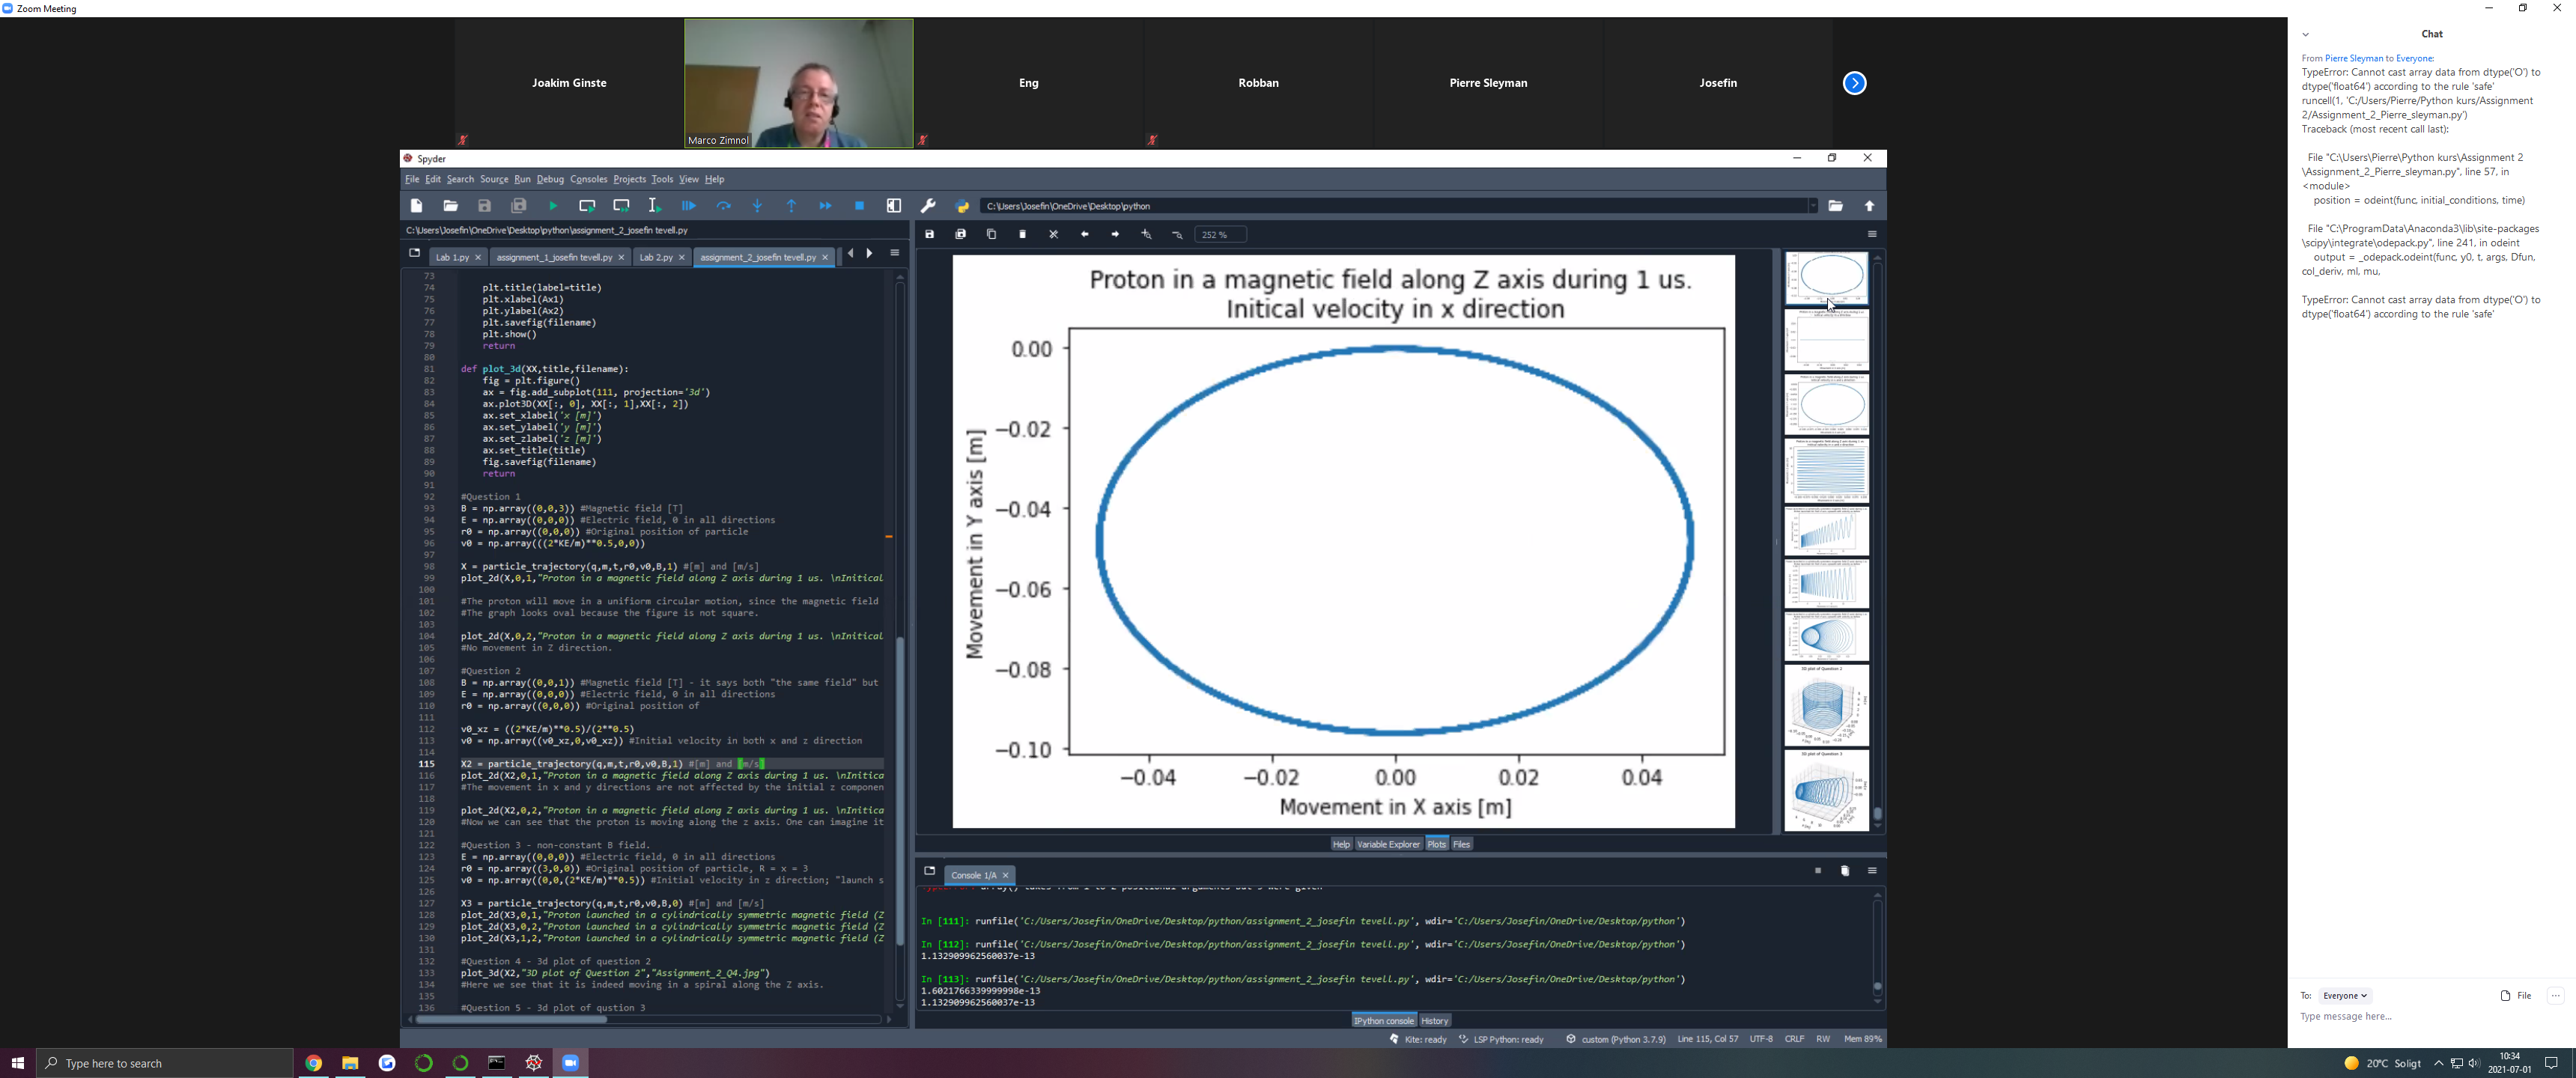 Zoom Meeting
Joakim Ginste
Marco Zimnol
Eng
Robban
Pierre Sleyman
Josefin
Spyder
File Edit Search Source Run Debug Consoles Projects Tools View Help
C:\Users\Josefin\OneDrive\Desktop\python
C:\Users\Josefin\OneDrive\Desktop\python\assignment_2_josefin tevell.py
Lab 1.py
assignment_1_josefin tevell.py
Lab 2.py
assignment_2_josefin tevell.py
73
74 plt.title(label=title)
75 plt.xlabel(Ax1)
76 plt.ylabel(Ax2)
77 plt.savefig(filename)
78 plt.show()
79 return
80
81 def plot_3d(XX,title,filename):
82 fig = plt.figure()
83 ax = fig.add_subplot(111, projection='3d')
84 ax.plot3D(XX[:, 0], XX[:, 1],XX[:, 2])
85 ax.set_xlabel('x [m]')
86 ax.set_ylabel('y [m]')
87 ax.set_zlabel('z [m]')
88 ax.set_title(title)
89 fig.savefig(filename)
90 return
91
92 #Question 1
93 B = np.array((0,0,3)) #Magnetic field [T]
94 E = np.array((0,0,0)) #Electric field, 0 in all directions
95 r0 = np.array((0,0,0)) #Original position of particle
96 v0 = np.array(((2*KE/m)**0.5,0,0))
97
98 X = particle_trajectory(q,m,t,r0,v0,B,1) #[m] and [m/s]
99 plot_2d(X,0,1,"Proton in a magnetic field along Z axis during 1 us. \nInitical
100
101 #The proton will move in a unifiorm circular motion, since the magnetic field
102 #The graph looks oval because the figure is not square.
103
104 plot_2d(X,0,2,"Proton in a magnetic field along Z axis during 1 us. \nInitical
105 #No movement in Z direction.
106
107 #Question 2
108 B = np.array((0,0,1)) #Magnetic field [T] - it says both "the same field" but
109 E = np.array((0,0,0)) #Electric field, 0 in all directions
110 r0 = np.array((0,0,0)) #Original position of
111
112 v0_xz = ((2*KE/m)**0.5)/(2**0.5)
113 v0 = np.array((v0_xz,0,v0_xz)) #Initial velocity in both x and z direction
114
115 X2 = particle_trajectory(q,m,t,r0,v0,B,1) #[m] and [m/s]
116 plot_2d(X2,0,1,"Proton in a magnetic field along Z axis during 1 us. \nInitica
117 #The movement in x and y directions are not affected by the initial z componen
118
119 plot_2d(X2,0,2,"Proton in a magnetic field along Z axis during 1 us. \nInitica
120 #Now we can see that the proton is moving along the z axis. One can imagine it
121
122 #Question 3 - non-constant B field.
123 E = np.array((0,0,0)) #Electric field, 0 in all directions
124 r0 = np.array((3,0,0)) #Original position of particle, R = x = 3
125 v0 = np.array((0,0,(2*KE/m)**0.5)) #Initial velocity in z direction; "launch s
126
127 X3 = particle_trajectory(q,m,t,r0,v0,B,0) #[m] and [m/s]
128 plot_2d(X3,0,1,"Proton launched in a cylindrically symmetric magnetic field (Z
129 plot_2d(X3,0,2,"Proton launched in a cylindrically symmetric magnetic field (Z
130 plot_2d(X3,1,2,"Proton launched in a cylindrically symmetric magnetic field (Z
131
132 #Question 4 - 3d plot of question 2
133 plot_3d(X2,"3D plot of Question 2","Assignment_2_Q4.jpg")
134 #Here we see that it is indeed moving in a spiral along the Z axis.
135
136 #Question 5 - 3d plot of qustion 3
252 %
Proton in a magnetic field along Z axis during 1 us.
Initical velocity in x direction
Movement in Y axis [m]
0.00
−0.02
−0.04
−0.06
−0.08
−0.10
−0.04 −0.02 0.00 0.02 0.04
Movement in X axis [m]
3D plot of Question 2
3D plot of Question 3
Help Variable Explorer Plots Files
Console 1/A
In [111]: runfile('C:/Users/Josefin/OneDrive/Desktop/python/assignment_2_josefin tevell.py', wdir='C:/Users/Josefin/OneDrive/Desktop/python')
In [112]: runfile('C:/Users/Josefin/OneDrive/Desktop/python/assignment_2_josefin tevell.py', wdir='C:/Users/Josefin/OneDrive/Desktop/python')
1.132909962560037e-13
In [113]: runfile('C:/Users/Josefin/OneDrive/Desktop/python/assignment_2_josefin tevell.py', wdir='C:/Users/Josefin/OneDrive/Desktop/python')
1.6021766339999998e-13
1.132909962560037e-13
IPython console History
Kite: ready LSP Python: ready custom (Python 3.7.9) Line 115, Col 57 UTF-8 CRLF RW Mem 89%
Chat
From Pierre Sleyman to Everyone:
TypeError: Cannot cast array data from dtype('O') to
dtype('float64') according to the rule 'safe'
runcell(1, 'C:/Users/Pierre/Python kurs/Assignment
2/Assignment_2_Pierre_sleyman.py')
Traceback (most recent call last):
File "C:\Users\Pierre\Python kurs\Assignment 2
\Assignment_2_Pierre_sleyman.py", line 57, in
<module>
position = odeint(func, initial_conditions, time)
File "C:\ProgramData\Anaconda3\lib\site-packages
\scipy\integrate\odepack.py", line 241, in odeint
output = _odepack.odeint(func, y0, t, args, Dfun,
col_deriv, ml, mu,
TypeError: Cannot cast array data from dtype('O') to
dtype('float64') according to the rule 'safe'
To: Everyone File
Type message here...
Type here to search
20°C Soligt
10:34
2021-07-01